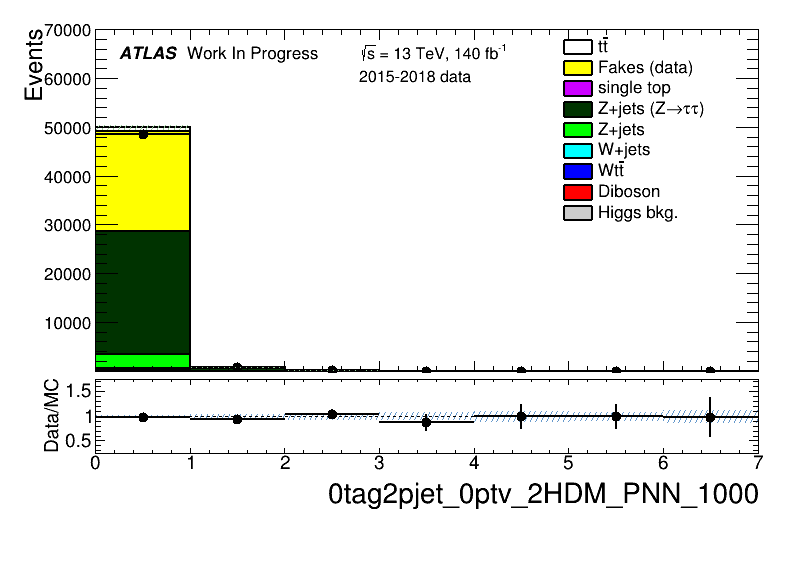 70000
60000
50000
40000
30000
20000
10000
Events
ATLAS Work In Progress
√s = 13 TeV, 140 fb⁻¹
2015-2018 data
tt̄
Fakes (data)
single top
Z+jets (Z→ττ)
Z+jets
W+jets
Wtt̄
Diboson
Higgs bkg.
Data/MC
1.5
1
0.5
0 1 2 3 4 5 6 7
0tag2pjet_0ptv_2HDM_PNN_1000